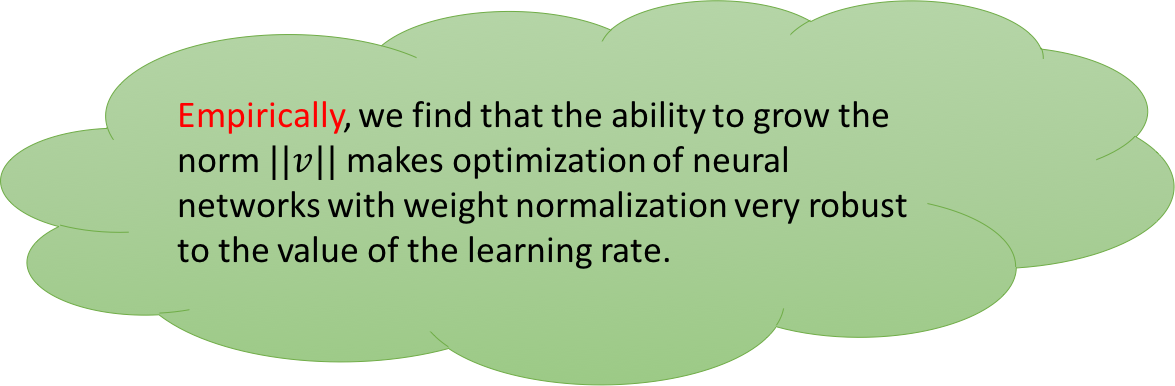 Empirically, we find that the ability to grow the
norm ||𝑣|| makes optimization of neural
networks with weight normalization very robust
to the value of the learning rate.